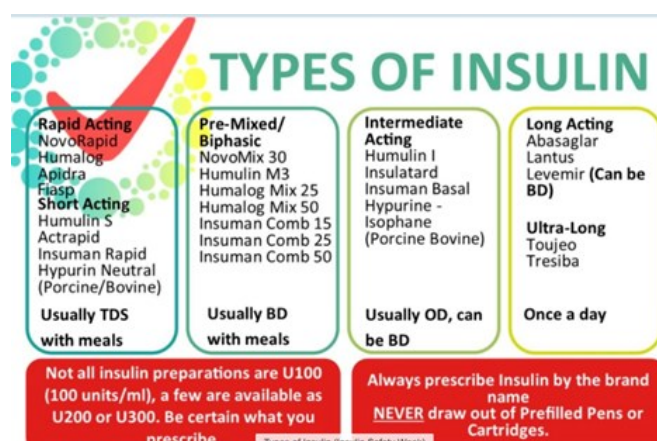 TYPES OF INSULIN
Rapid Acting
NovoRapid
Humalog
Apidra
Fiasp
Short Acting
Humulin S
Actrapid
Insuman Rapid
Hypurin Neutral
(Porcine/Bovine)
Usually TDS
with meals
Pre-Mixed/
Biphasic
NovoMix 30
Humulin M3
Humalog Mix 25
Humalog Mix 50
Insuman Comb 15
Insuman Comb 25
Insuman Comb 50
Usually BD
with meals
Intermediate
Acting
Humulin I
Insulatard
Insuman Basal
Hypurine -
Isophane
(Porcine Bovine)
Usually OD, can
be BD
Long Acting
Abasaglar
Lantus
Levemir (Can be
BD)
Ultra-Long
Toujeo
Tresiba
Once a day
Not all insulin preparations are U100
(100 units/ml), a few are available as
U200 or U300. Be certain what you
prescribe
Always prescribe Insulin by the brand
name
NEVER draw out of Prefilled Pens or
Cartridges.
Types of Insulin (Insulin Safety Week)